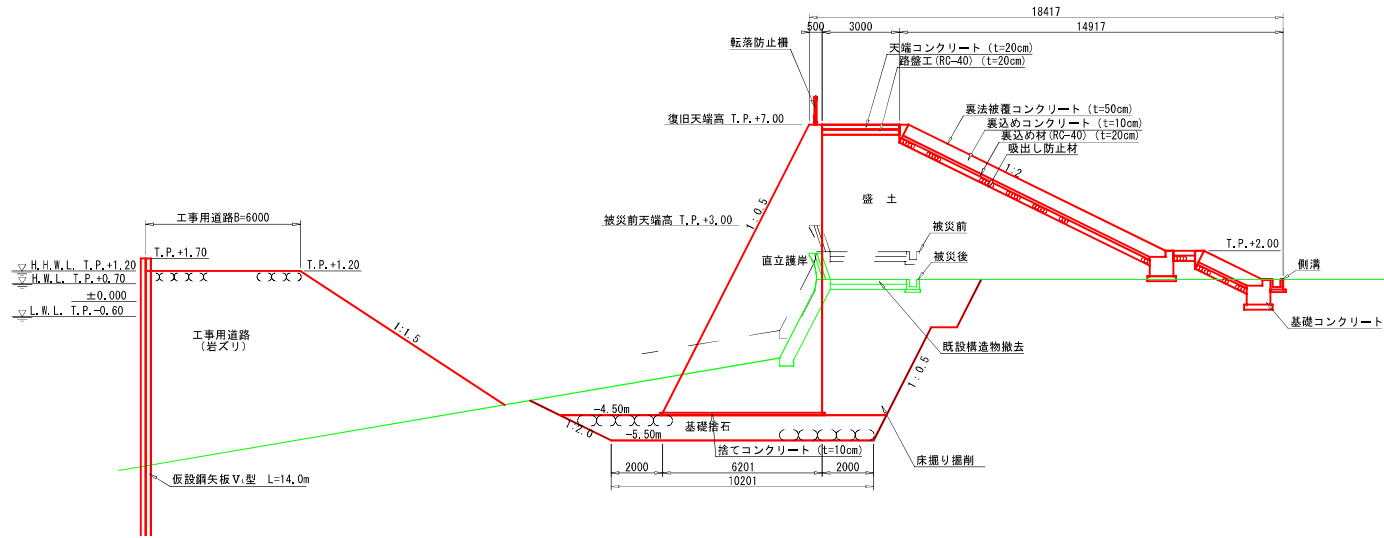 18417
500
3000
14917
転落防止柵
天端コンクリート (t=20cm)
路盤工(RC-40) (t=20cm)
復旧天端高 T.P.+7.00
裏法被覆コンクリート (t=50cm)
裏込めコンクリート (t=10cm)
裏込め材(RC-40) (t=20cm)
吸出し防止材
1:2
1:0.5
盛 土
工事用道路B=6000
被災前天端高 T.P.+3.00
被災前
T.P.+2.00
T.P.+1.70
H.H.W.L. T.P.+1.20
T.P.+1.20
直立護岸
被災後
側溝
H.W.L. T.P.+0.70
±0.000
L.W.L. T.P.-0.60
基礎コンクリート
工事用道路
(岩ズリ)
1:1.5
既設構造物撤去
1:0.5
-4.50m
基礎捨石
1:2.0
-5.50m
捨てコンクリート(t=10cm)
床掘り掘削
2000
6201
2000
10201
仮設鋼矢板ⅤL型 L=14.0m